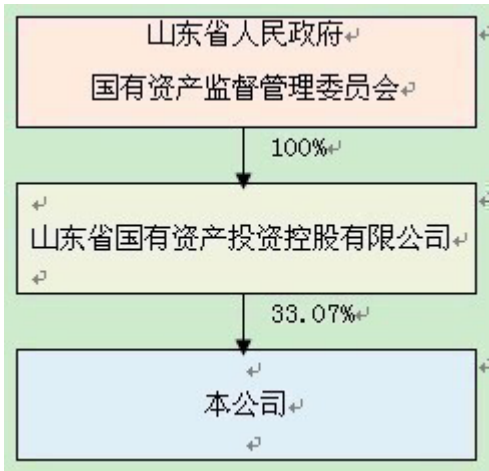 山东省人民政府
国有资产监督管理委员会
100%
山东省国有资产投资控股有限公司
33.07%
本公司